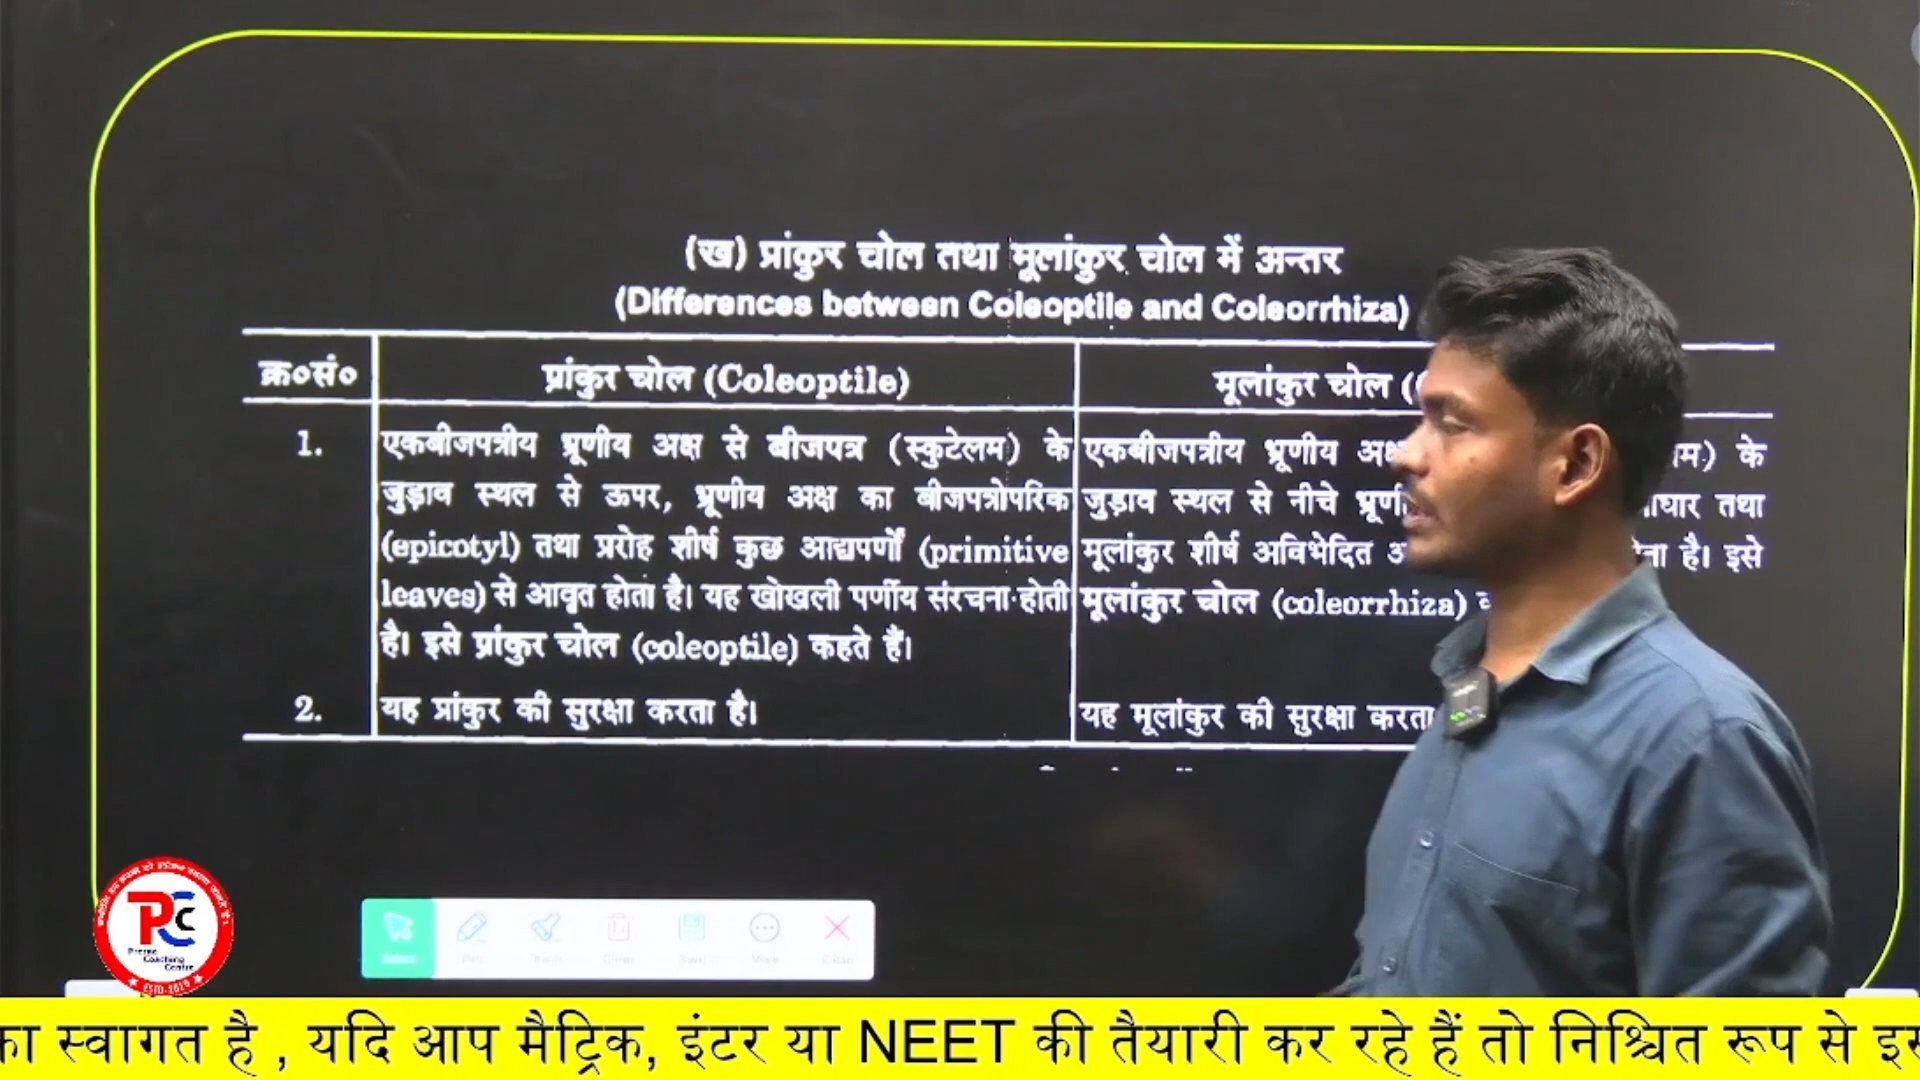 (ख) प्रांकुर चोल तथा मूलांकुर चोल में अन्तर
(Differences between Coleoptile and Coleorrhiza)
क्र०सं० प्रांकुर चोल (Coleoptile) मूलांकुर चोल (
1. एकबीजपत्रीय भ्रूणीय अक्ष से बीजपत्र (स्कुटेलम) के
जुड़ाव स्थल से ऊपर, भ्रूणीय अक्ष का बीजपत्रोपरिक
(epicotyl) तथा प्ररोह शीर्ष कुछ आद्यपर्णों (primitive
leaves) से आवृत होता है। यह खोखली पर्णीय संरचना होती
है। इसे प्रांकुर चोल (coleoptile) कहते हैं।
एकबीजपत्रीय भ्रूणीय के
जुड़ाव स्थल से नीचे तथा
मूलांकुर शीर्ष अविभेदित है। इसे
मूलांकुर चोल (coleorrhiza)
2. यह प्रांकुर की सुरक्षा करता है।
यह मूलांकुर की सुरक्षा करता
PCC
Coaching
Centre
का स्वागत है , यदि आप मैट्रिक, इंटर या NEET की तैयारी कर रहे हैं तो निश्चित रूप से